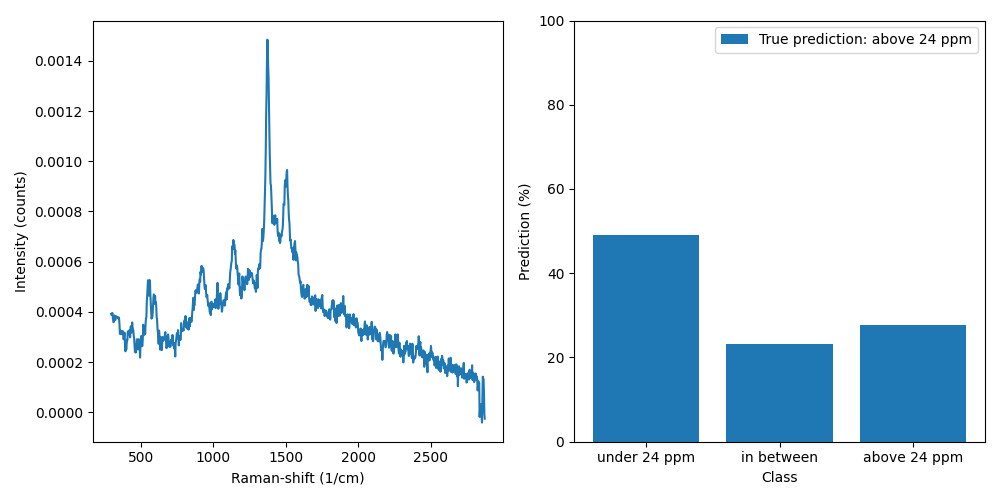 0.0014
0.0012
0.0010
0.0008
0.0006
0.0004
0.0002
0.0000
Intensity (counts)
500 1000 1500 2000 2500
Raman-shift (1/cm)
100
80
60
40
20
0
Prediction (%)
True prediction: above 24 ppm
under 24 ppm in between above 24 ppm
Class